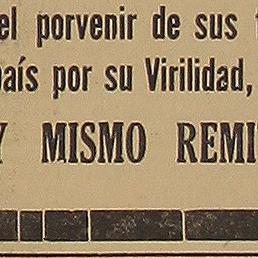 el porvenir de sus
país por su Virilidad,
Y MISMO REMI